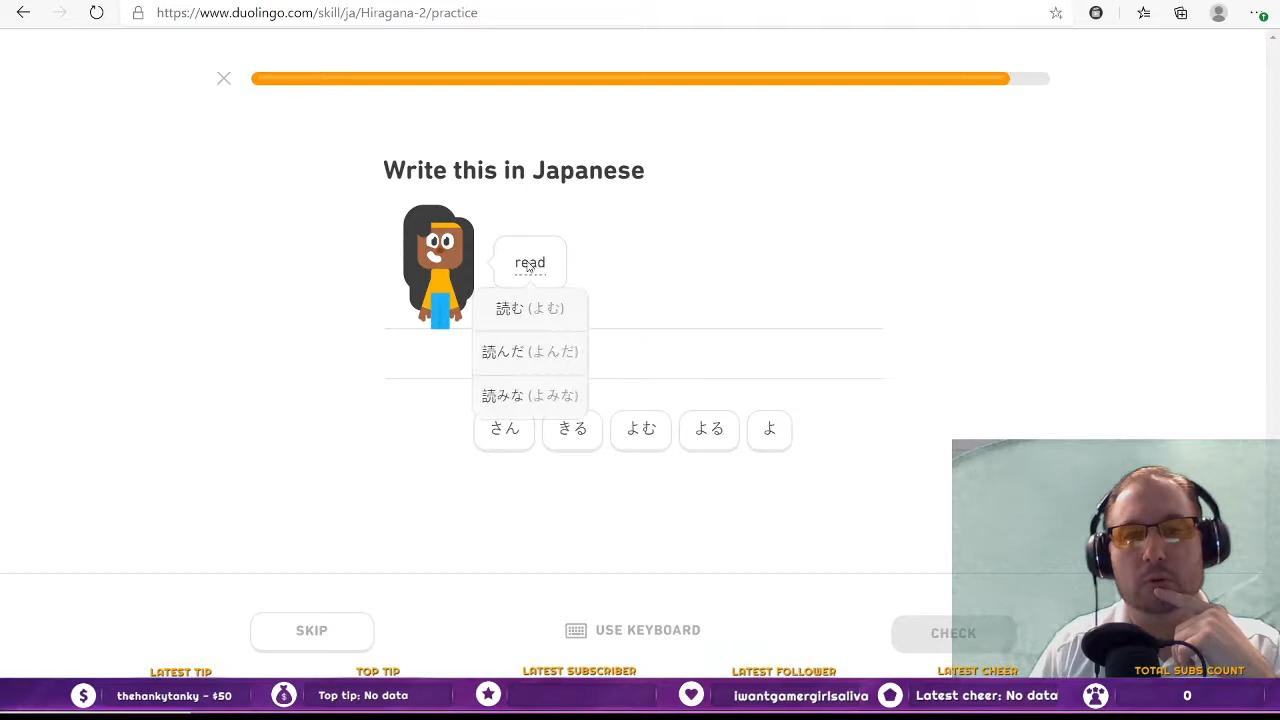 https://www.duolingo.com/skill/ja/Hiragana-2/practice
Write this in Japanese
read
読む (よむ)
読んだ (よんだ)
読みな (よみな)
さん きる よむ よる よ
SKIP USE KEYBOARD CHECK
LATEST TIP TOP TIP LATEST SUBSCRIBER LATEST FOLLOWER LATEST CHEER TOTAL SUBS COUNT
$ thehankytanky - $50 Top tip: No data iwantgamergirlsaliva Latest cheer: No data 0